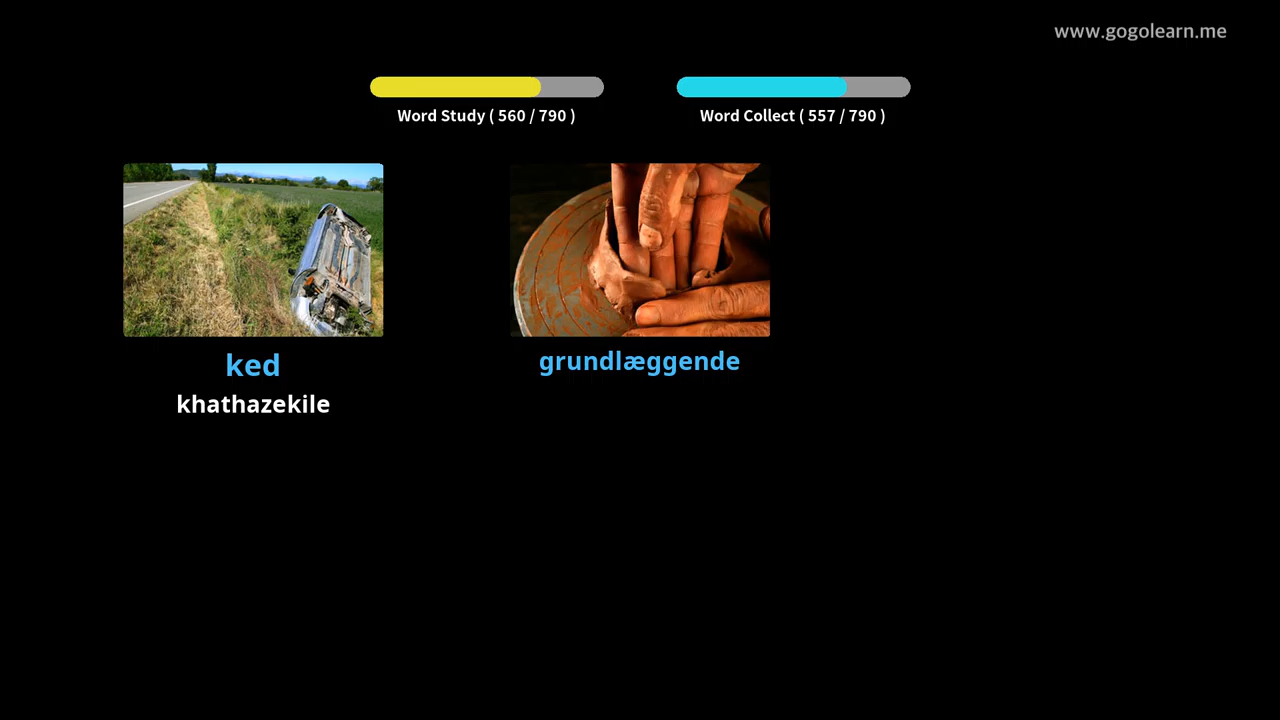 www.gogolearn.me
Word Study ( 560 / 790 )
Word Collect ( 557 / 790 )
ked
khathazekile
grundlæggende